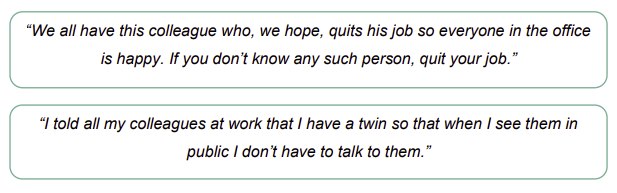 “We all have this colleague who, we hope, quits his job so everyone in the office
is happy. If you don’t know any such person, quit your job.”
“I told all my colleagues at work that I have a twin so that when I see them in
public I don’t have to talk to them.”